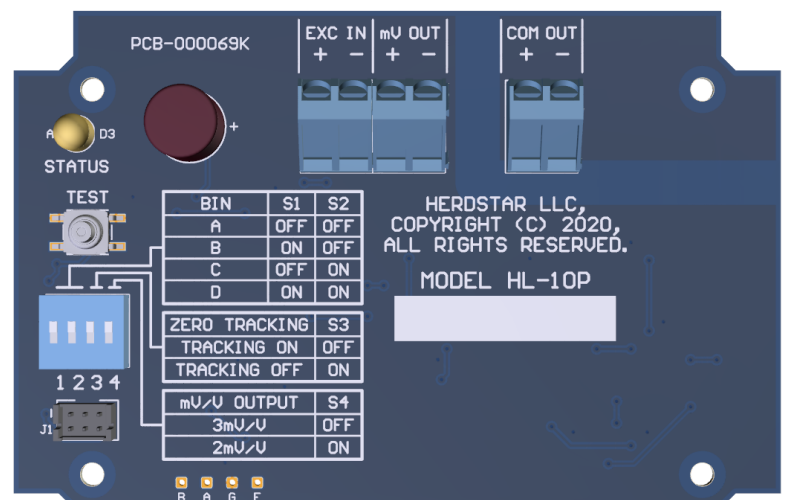 PCB-000069K
EXC IN
+ -
mV OUT
+ -
COM OUT
+ -
+
A D3
STATUS
TEST
BIN S1 S2
A OFF OFF
B ON OFF
C OFF ON
D ON ON
HERDSTAR LLC,
COPYRIGHT (C) 2020,
ALL RIGHTS RESERVED.
MODEL HL-10P
ZERO TRACKING S3
TRACKING ON OFF
TRACKING OFF ON
1 2 3 4
mV/V OUTPUT S4
3mV/V OFF
2mV/V ON
J1
A G